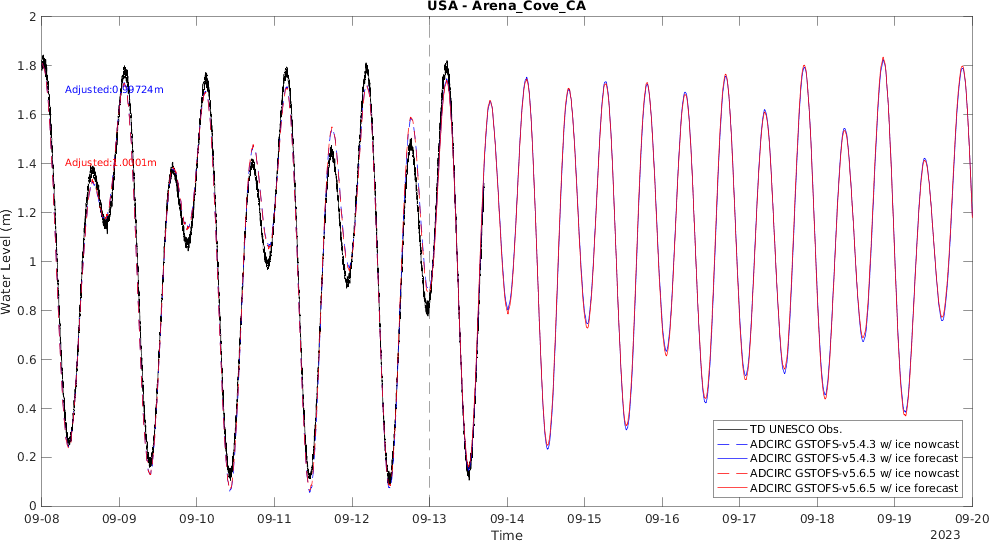 USA - Arena_Cove_CA
2
1.8
1.6
1.4
1.2
1
0.8
0.6
0.4
0.2
0
Water Level (m)
Adjusted:0.99724m
Adjusted:1.0001m
TD UNESCO Obs.
ADCIRC GSTOFS-v5.4.3 w/ ice nowcast
ADCIRC GSTOFS-v5.4.3 w/ ice forecast
ADCIRC GSTOFS-v5.6.5 w/ ice nowcast
ADCIRC GSTOFS-v5.6.5 w/ ice forecast
09-08 09-09 09-10 09-11 09-12 09-13 09-14 09-15 09-16 09-17 09-18 09-19 09-20
Time
2023